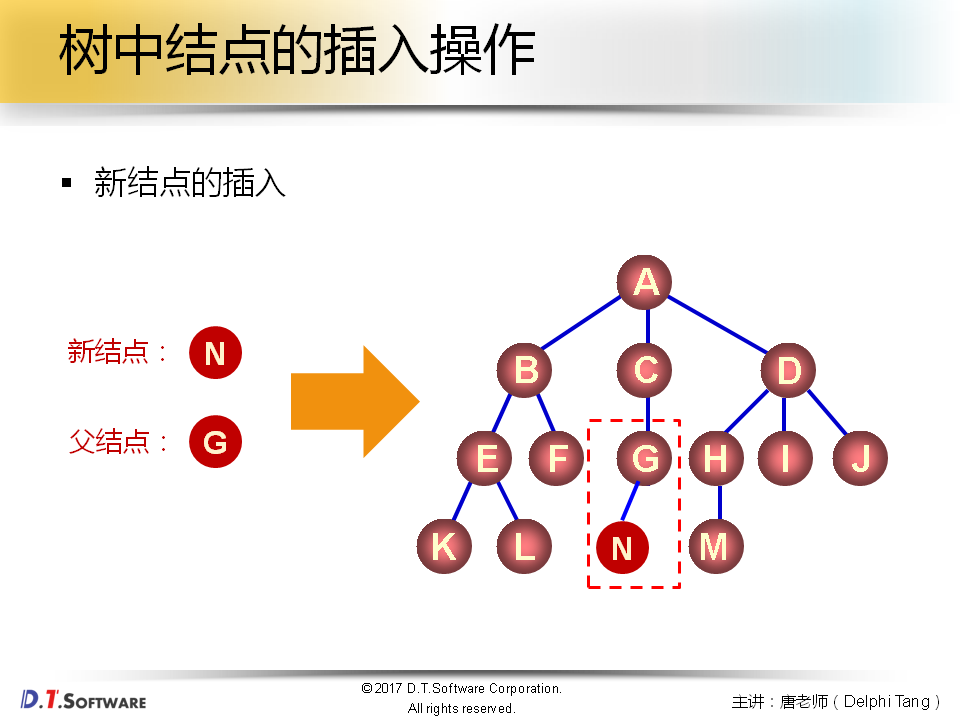 树中结点的插入操作
▪ 新结点的插入
新结点： N
父结点： G
A
B C D
E F G H I J
K L N M
D.T.SOFTWARE
©2017 D.T.Software Corporation.
All rights reserved.
主讲：唐老师（Delphi Tang）